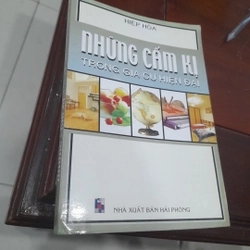 HIỆP HÒA
NHỮNG CẤM KỊ
TRONG GIA CƯ HIỆN ĐẠI
NHÀ XUẤT BẢN HẢI PHÒNG